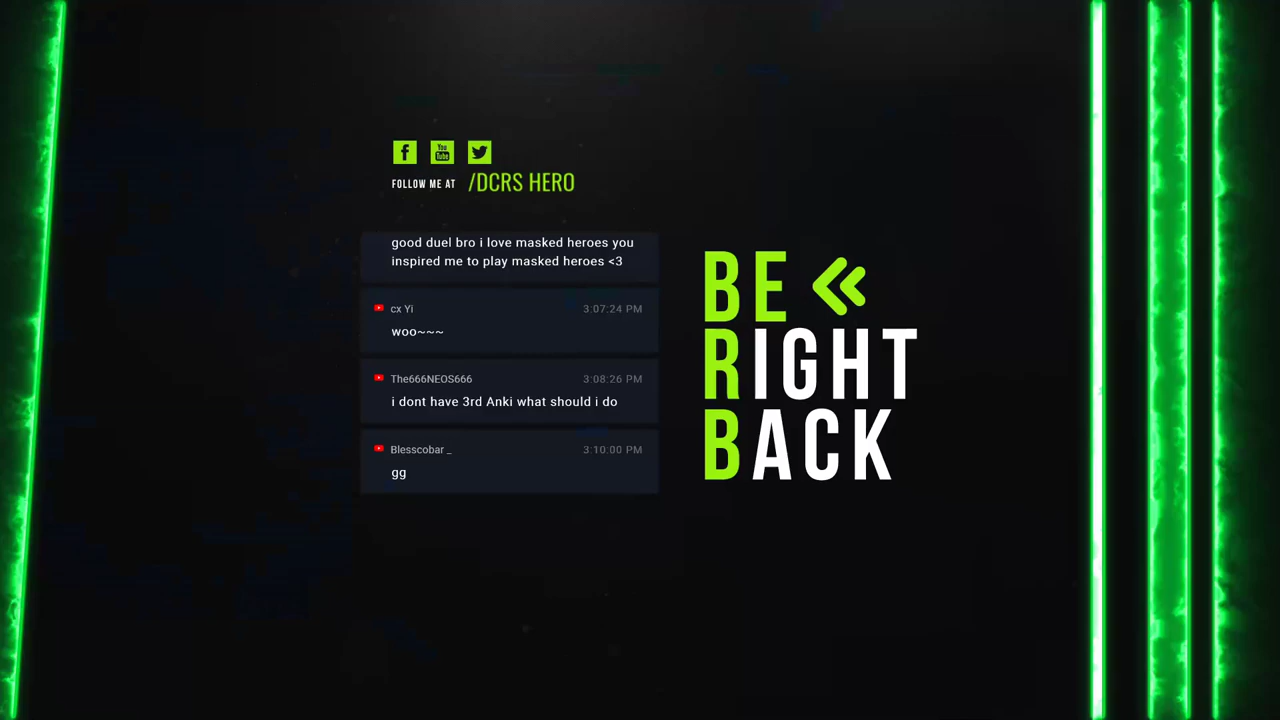 f
You
Tube
FOLLOW ME AT /DCRS HERO
good duel bro i love masked heroes you
inspired me to play masked heroes <3
cx Yi 3:07:24 PM
woo~~~
The666NEOS666 3:08:26 PM
i dont have 3rd Anki what should i do
Blesscobar _ 3:10:00 PM
gg
BE
RIGHT
BACK